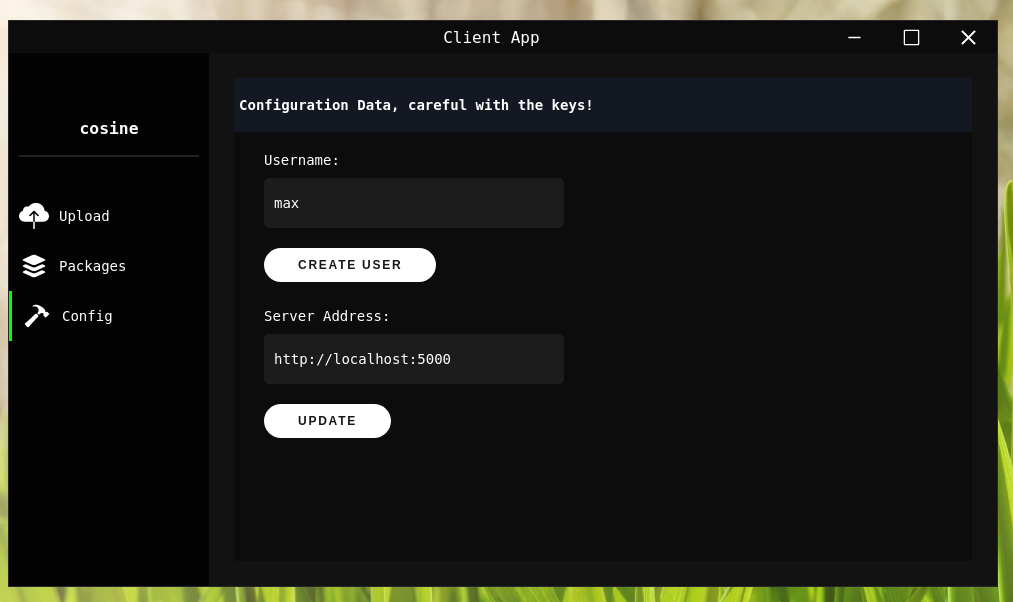 Client App
cosine
Upload
Packages
Config
Configuration Data, careful with the keys!
Username:
max
CREATE USER
Server Address:
http://localhost:5000
UPDATE